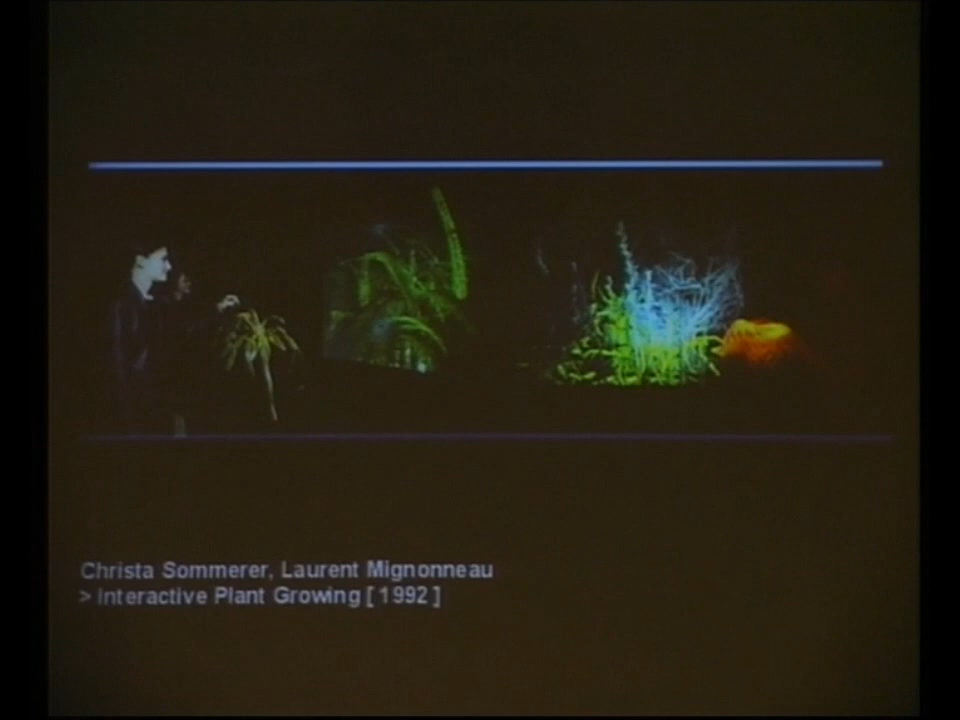 Christa Sommerer, Laurent Mignonneau
> Interactive Plant Growing [ 1992 ]